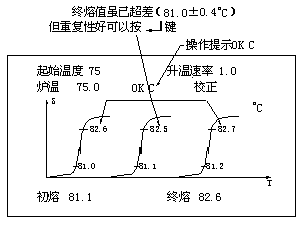 终熔值虽已超差（81.0±0.4℃）
但重复性好可以按↵键
操作提示OK C
起始温度 75 升温速率 1.0
炉温 75.0 OK C 校正
s ℃
82.6 82.5 82.7
81.0 81.1 81.2
T
初熔 81.1 终熔 82.6